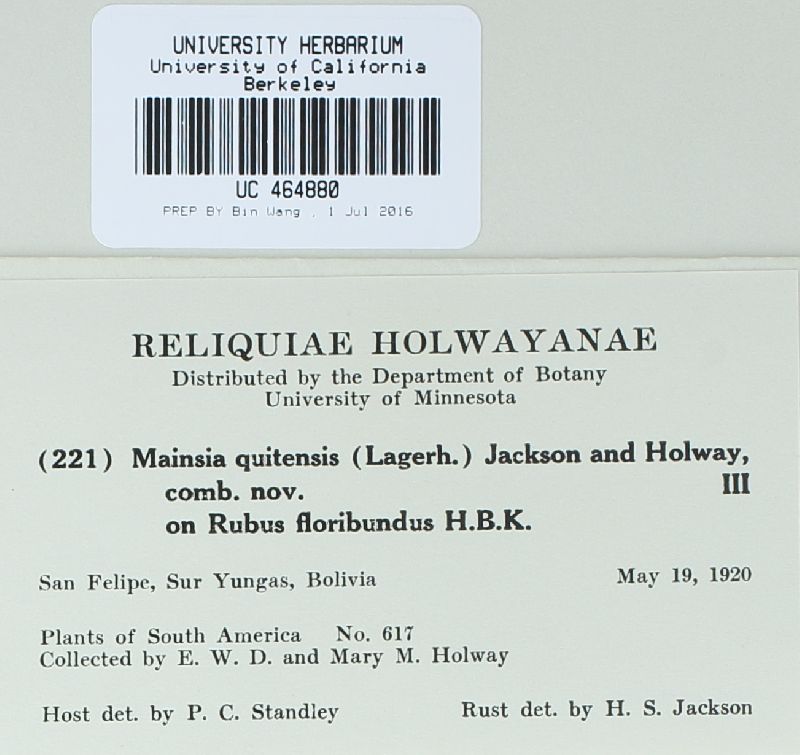 UNIVERSITY HERBARIUM
University of California
Berkeley
UC 464880
PREP BY Bin Wang , 1 Jul 2016
RELIQUIAE HOLWAYANAE
Distributed by the Department of Botany
University of Minnesota
(221) Mainsia quitensis (Lagerh.) Jackson and Holway,
comb. nov. III
on Rubus floribundus H.B.K.
San Felipe, Sur Yungas, Bolivia May 19, 1920
Plants of South America No. 617
Collected by E. W. D. and Mary M. Holway
Host det. by P. C. Standley Rust det. by H. S. Jackson